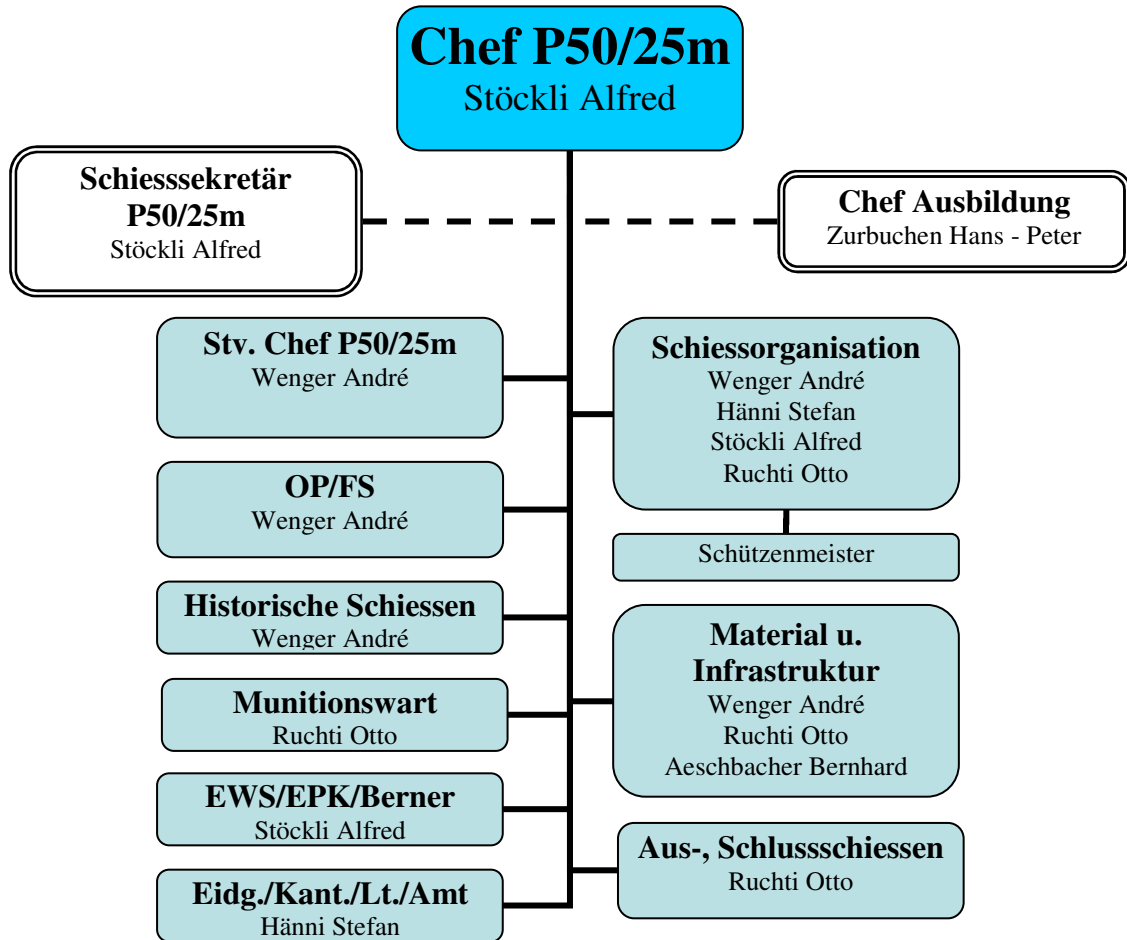 Chef P50/25m
Stöckli Alfred
Schiesssekretär
P50/25m
Stöckli Alfred
Chef Ausbildung
Zurbuchen Hans - Peter
Stv. Chef P50/25m
Wenger André
Schiessorganisation
Wenger André
Hänni Stefan
Stöckli Alfred
Ruchti Otto
OP/FS
Wenger André
Schützenmeister
Historische Schiessen
Wenger André
Material u.
Infrastruktur
Wenger André
Ruchti Otto
Aeschbacher Bernhard
Munitionswart
Ruchti Otto
EWS/EPK/Berner
Stöckli Alfred
Aus-, Schlussschiessen
Ruchti Otto
Eidg./Kant./Lt./Amt
Hänni Stefan